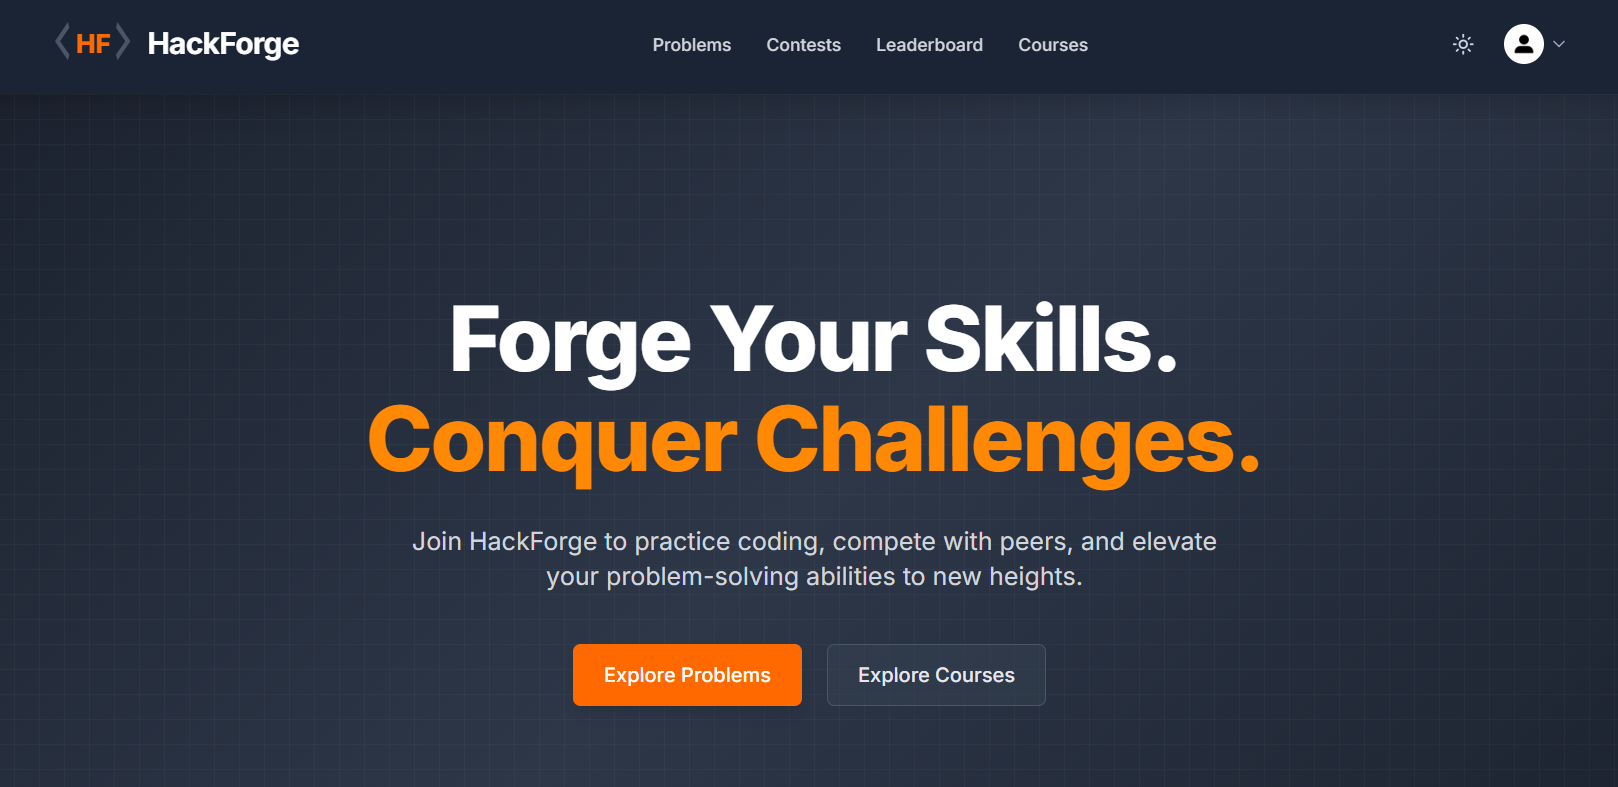 HF HackForge
Problems Contests Leaderboard Courses
Forge Your Skills.
Conquer Challenges.
Join HackForge to practice coding, compete with peers, and elevate
your problem-solving abilities to new heights.
Explore Problems Explore Courses